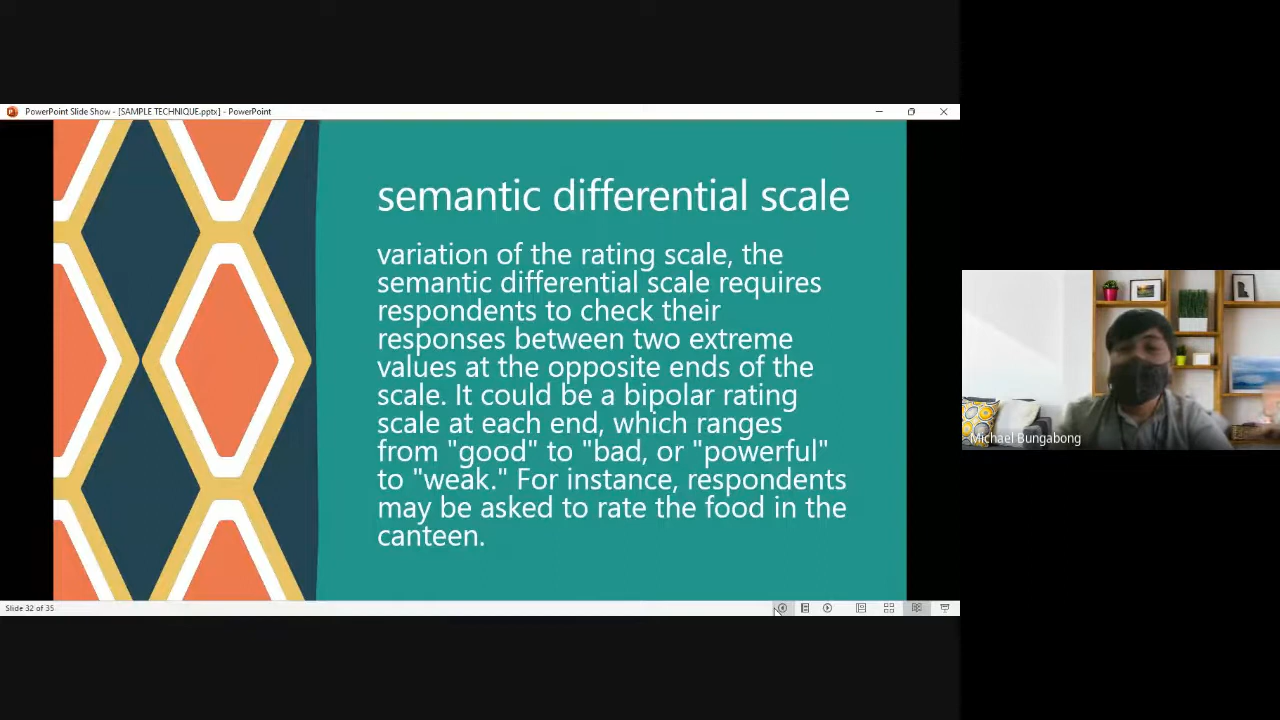 PowerPoint Slide Show - [SAMPLE TECHNIQUE.pptx] - PowerPoint
semantic differential scale
variation of the rating scale, the
semantic differential scale requires
respondents to check their
responses between two extreme
values at the opposite ends of the
scale. It could be a bipolar rating
scale at each end, which ranges
from "good" to "bad, or "powerful"
to "weak." For instance, respondents
may be asked to rate the food in the
canteen.
Michael Bungabong
Slide 32 of 35